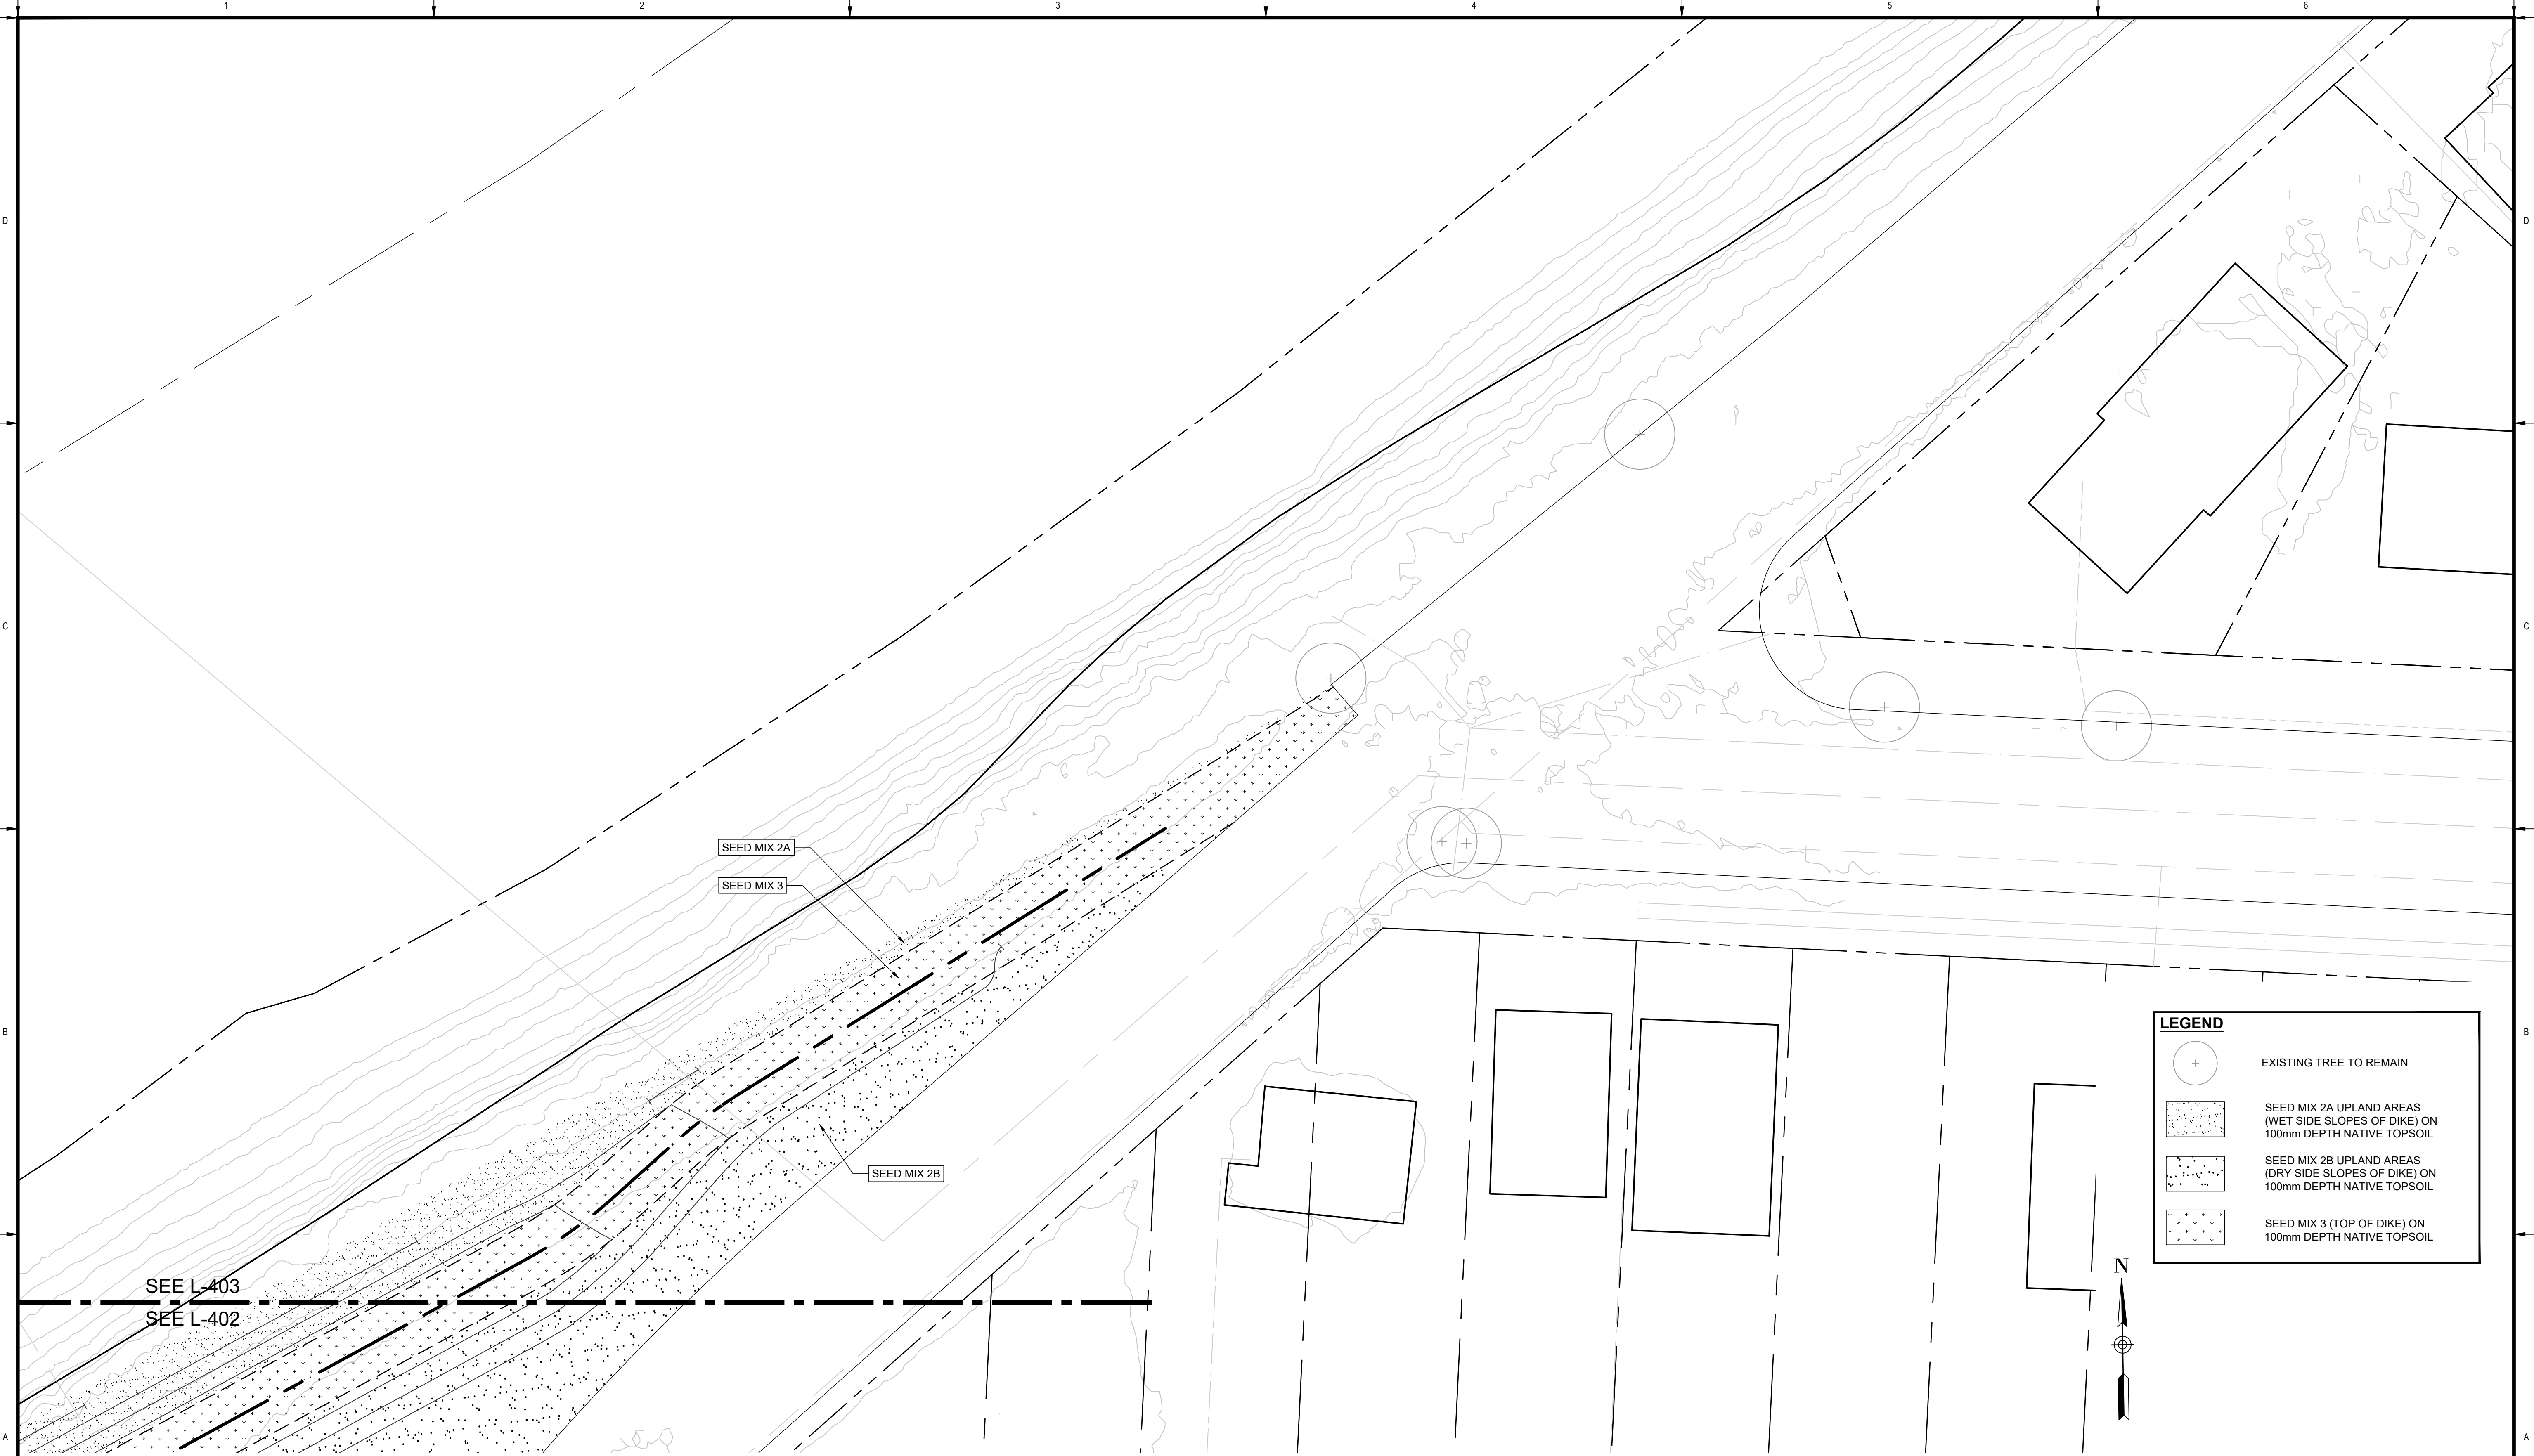 1 2 3 4 5 6
D D
C C
SEED MIX 2A
SEED MIX 3
B B
SEED MIX 2B
LEGEND
EXISTING TREE TO REMAIN
SEED MIX 2A UPLAND AREAS
(WET SIDE SLOPES OF DIKE) ON
100mm DEPTH NATIVE TOPSOIL
SEED MIX 2B UPLAND AREAS
(DRY SIDE SLOPES OF DIKE) ON
100mm DEPTH NATIVE TOPSOIL
SEED MIX 3 (TOP OF DIKE) ON
100mm DEPTH NATIVE TOPSOIL
N
SEE L-403
SEE L-402
A A